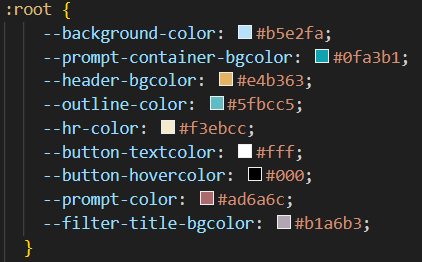 :root {
--background-color: #b5e2fa;
--prompt-container-bgcolor: #0fa3b1;
--header-bgcolor: #e4b363;
--outline-color: #5fbcc5;
--hr-color: #f3ebcc;
--button-textcolor: #fff;
--button-hovercolor: #000;
--prompt-color: #ad6a6c;
--filter-title-bgcolor: #b1a6b3;
}